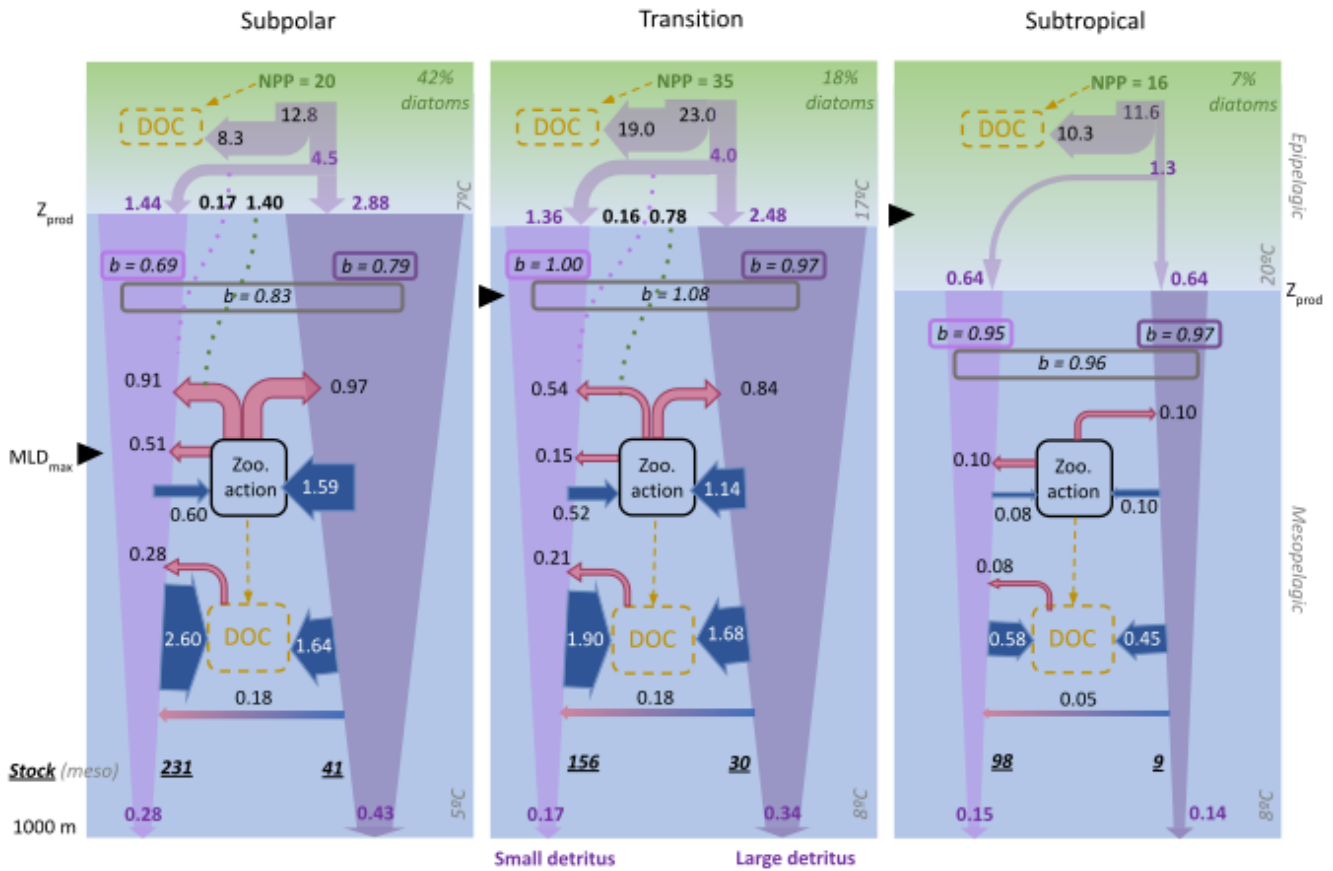 Subpolar
Transition
Subtropical
NPP = 20
42%
diatoms
DOC
12.8
8.3
4.5
7ºC
Z_prod
1.44
0.17
1.40
2.88
b = 0.69
b = 0.79
b = 0.83
0.91
0.97
0.51
MLD_max
Zoo.
action
1.59
0.60
0.28
2.60
DOC
1.64
0.18
Stock (meso)
231
41
5ºC
1000 m
0.28
0.43
NPP = 35
18%
diatoms
DOC
23.0
19.0
4.0
17ºC
1.36
0.16
0.78
2.48
b = 1.00
b = 0.97
b = 1.08
0.54
0.84
0.15
Zoo.
action
1.14
0.52
0.21
1.90
DOC
1.68
0.18
156
30
8ºC
0.17
0.34
Small detritus
Large detritus
NPP = 16
7%
diatoms
DOC
11.6
10.3
1.3
20ºC
Epipelagic
0.64
0.64
Z_prod
b = 0.95
b = 0.97
b = 0.96
0.10
0.10
Zoo.
action
0.08
0.10
Mesopelagic
0.08
0.58
DOC
0.45
0.05
98
9
8ºC
0.15
0.14